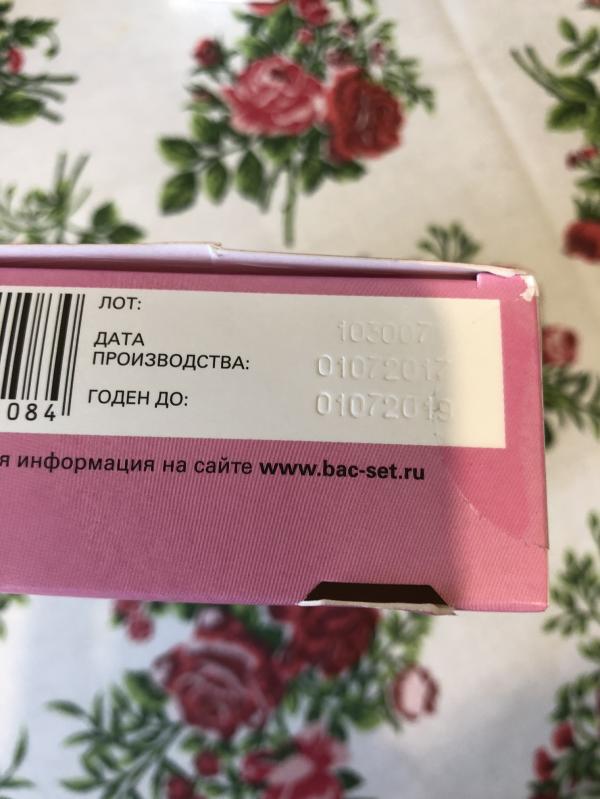 ЛОТ: 103007
ДАТА
ПРОИЗВОДСТВА: 01072017
ГОДЕН ДО: 01072019
084
я информация на сайте www.bac-set.ru